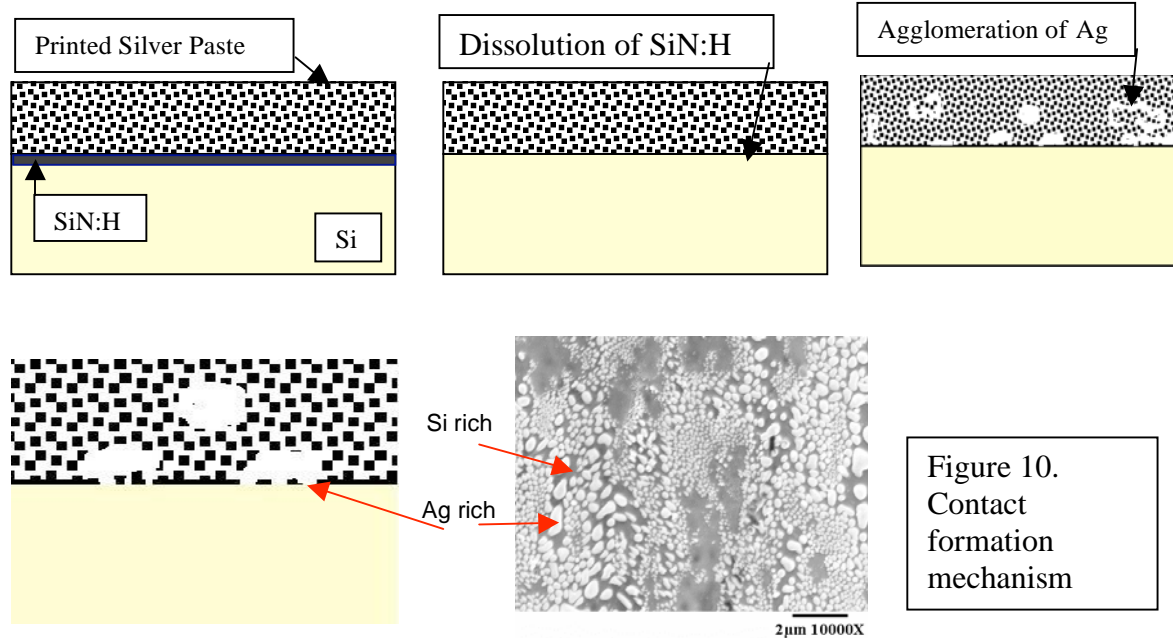 Printed Silver Paste
Dissolution of SiN:H
Agglomeration of Ag
SiN:H
Si
Si rich
Ag rich
2µm 10000X
Figure 10.
Contact
formation
mechanism